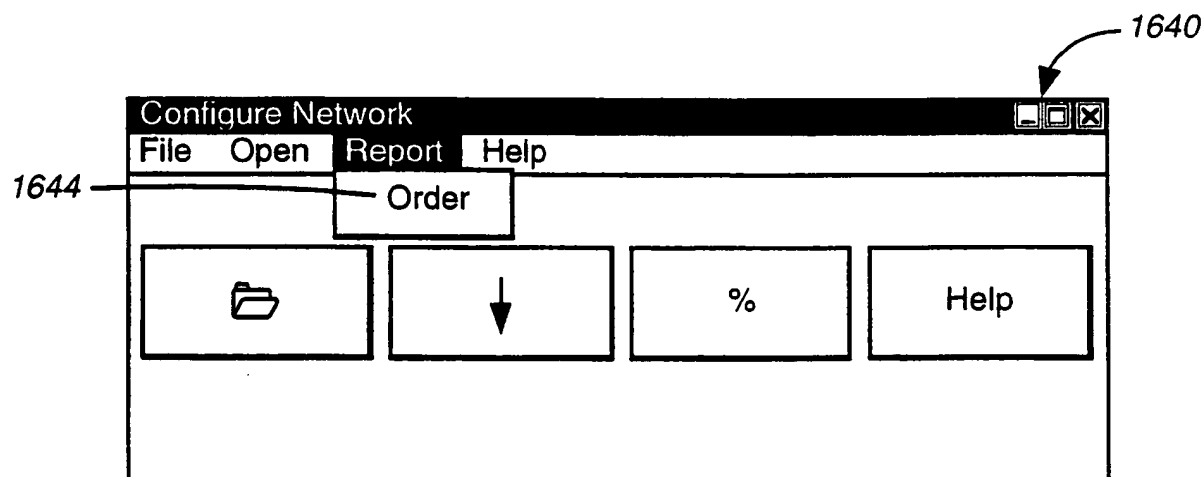 1640
Configure Network
File Open Report Help
1644 Order
% Help